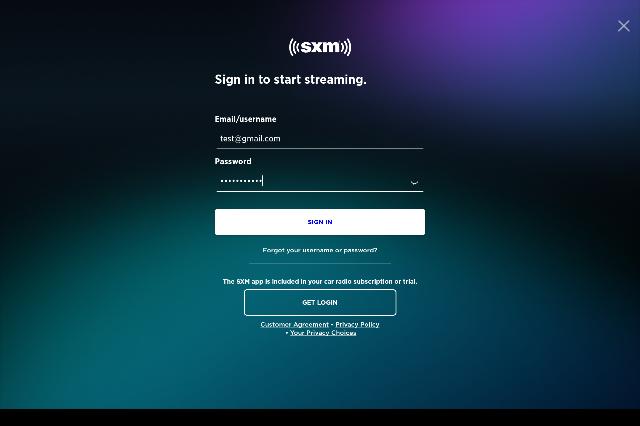 sxm
Sign in to start streaming.
Email/username
test@gmail.com
Password
•••••••••••
SIGN IN
Forgot your username or password?
The SXM app is included in your car radio subscription or trial.
GET LOGIN
Customer Agreement • Privacy Policy
• Your Privacy Choices